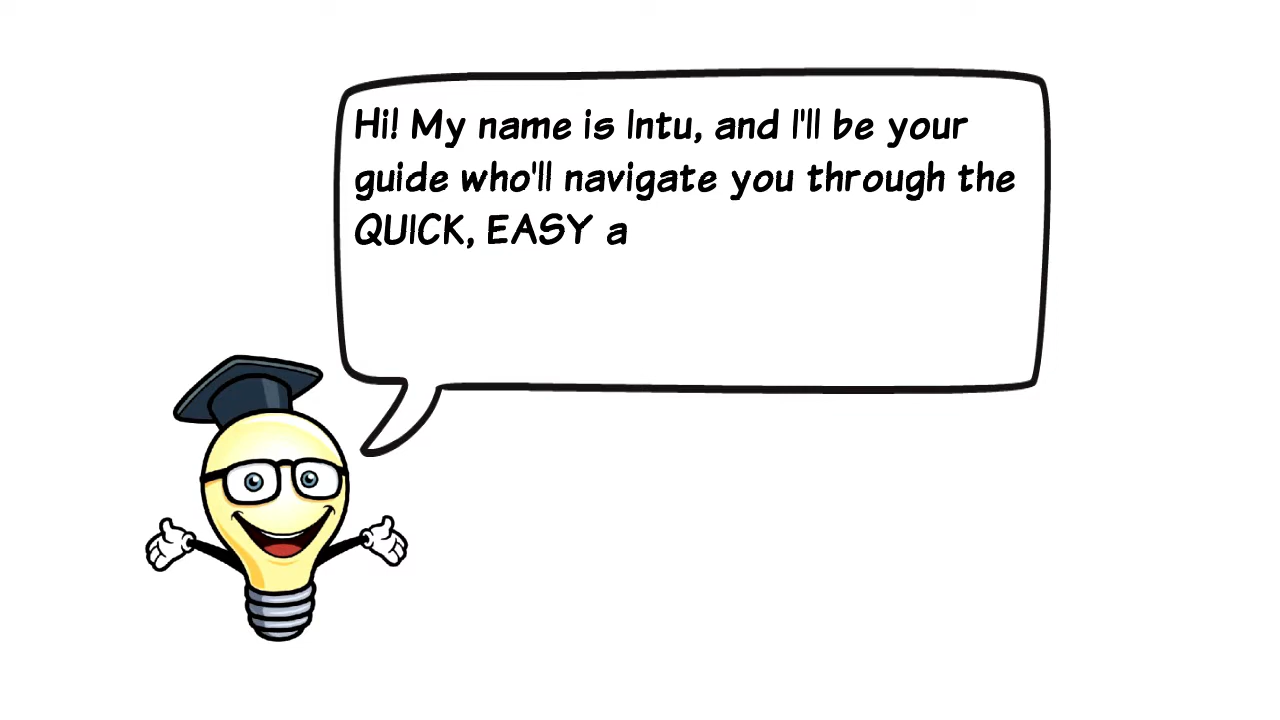 Hi! My name is Intu, and I'll be your
guide who'll navigate you through the
QUICK, EASY a